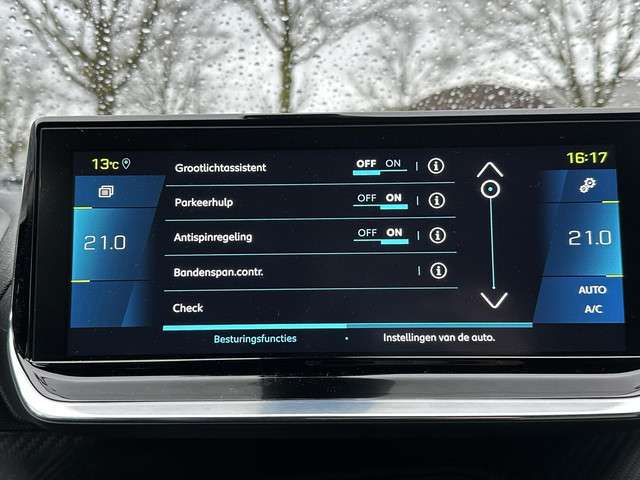 13°C
16:17
Grootlichtassistent OFF ON
Parkeerhulp OFF ON
21.0
Antispinregeling OFF ON
21.0
Bandenspan.contr.
Check
AUTO
A/C
Besturingsfuncties
Instellingen van de auto.